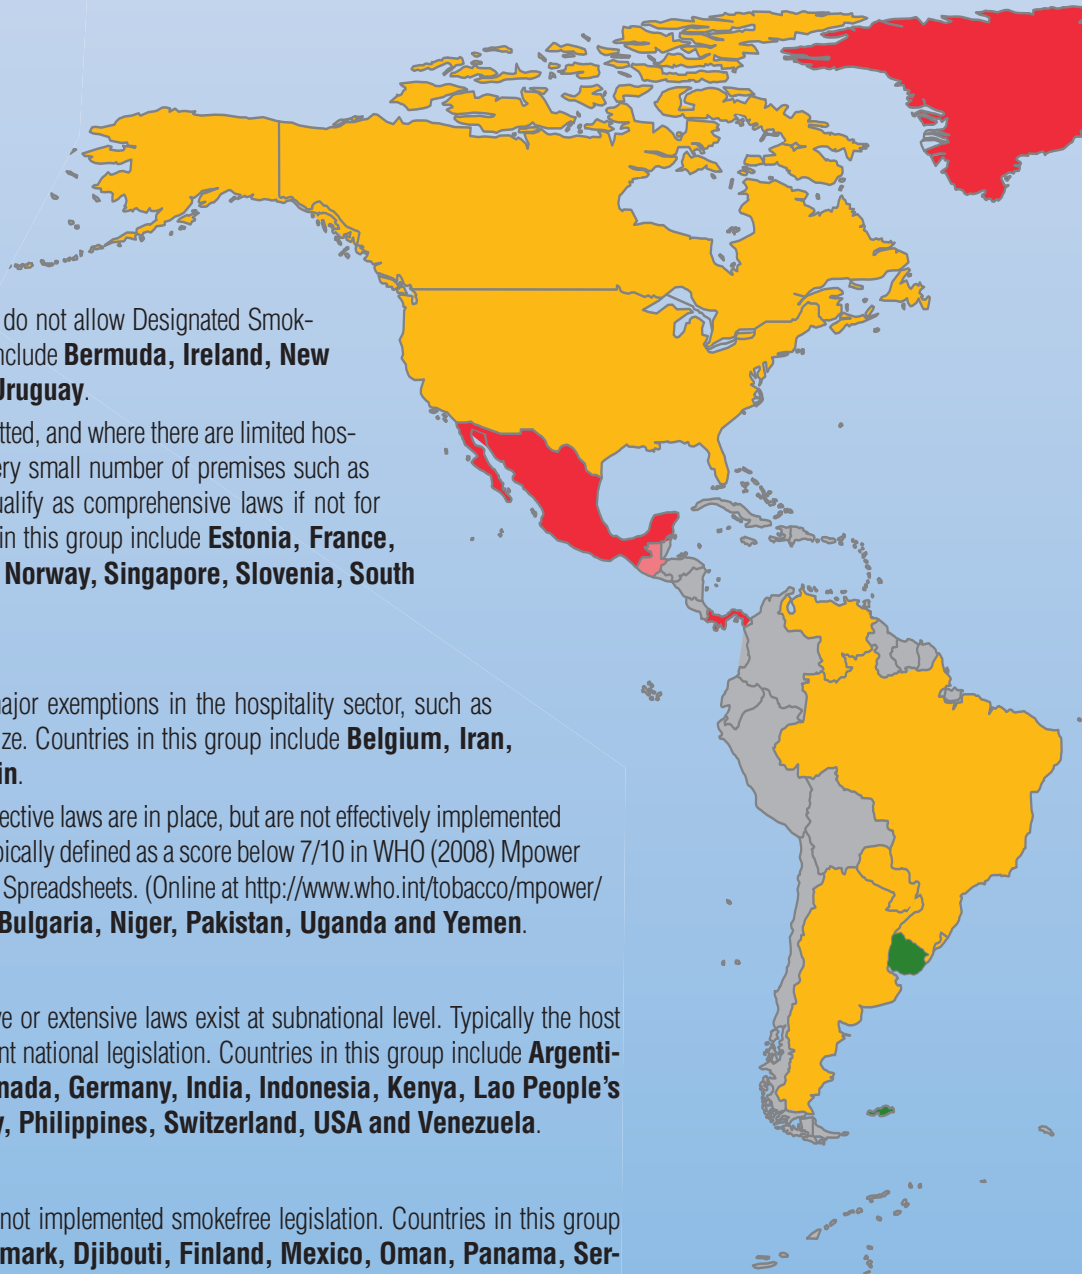 do not allow Designated Smok-
nclude Bermuda, Ireland, New
Uruguay.
tted, and where there are limited hos-
ery small number of premises such as
ualify as comprehensive laws if not for
in this group include Estonia, France,
Norway, Singapore, Slovenia, South
najor exemptions in the hospitality sector, such as
ize. Countries in this group include Belgium, Iran,
in.
ective laws are in place, but are not effectively implemented
pically defined as a score below 7/10 in WHO (2008) Mpower
Spreadsheets. (Online at http://www.who.int/tobacco/mpower/
Bulgaria, Niger, Pakistan, Uganda and Yemen.
ve or extensive laws exist at subnational level. Typically the host
nt national legislation. Countries in this group include Argenti-
nada, Germany, India, Indonesia, Kenya, Lao People's
y, Philippines, Switzerland, USA and Venezuela.
not implemented smokefree legislation. Countries in this group
mark, Djibouti, Finland, Mexico, Oman, Panama, Ser-